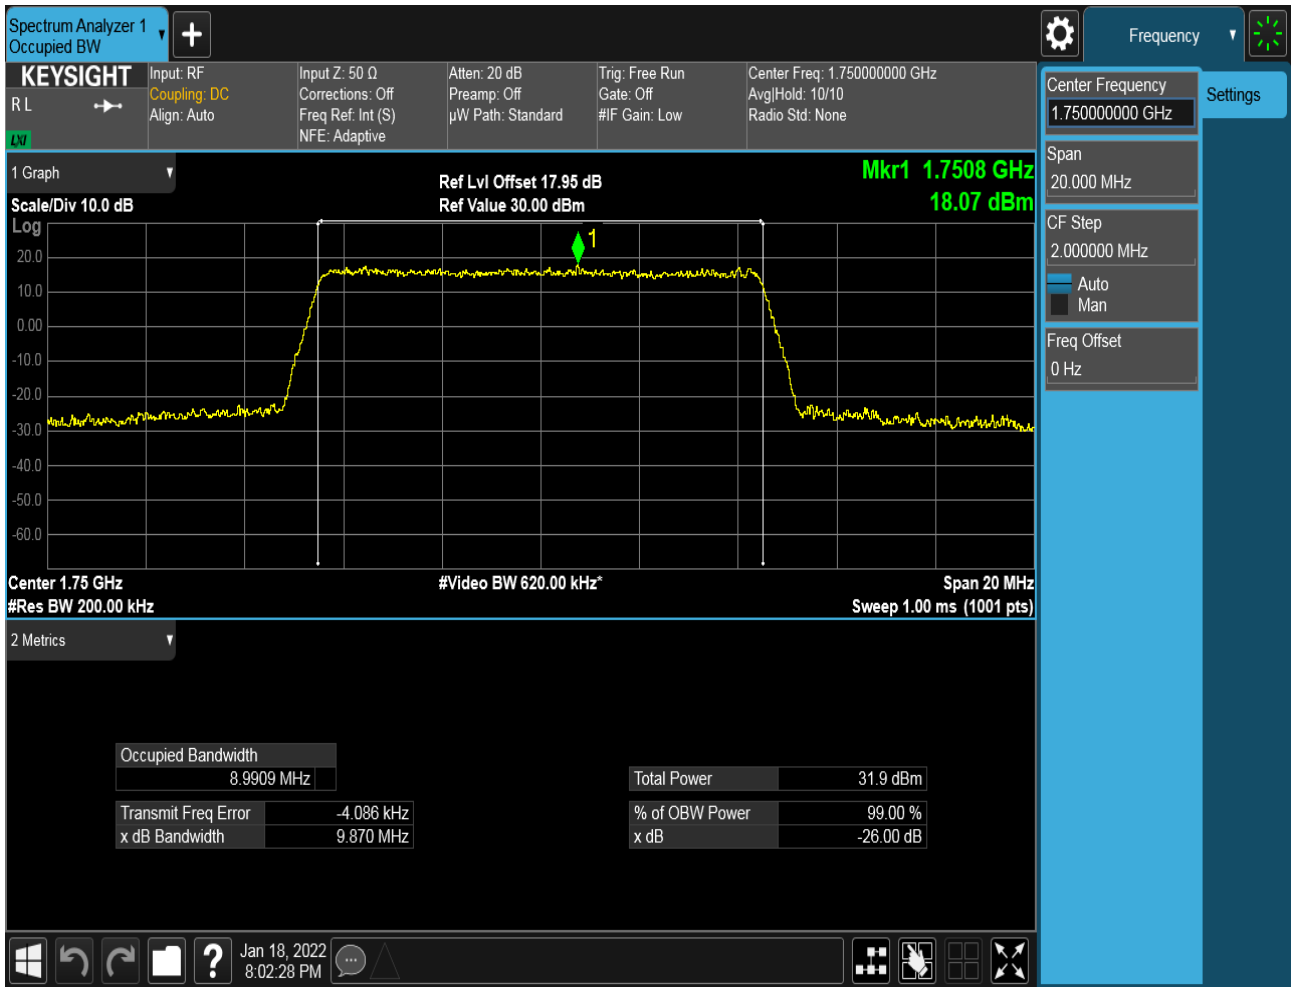 Spectrum Analyzer 1
Occupied BW
Frequency
KEYSIGHT
R L
LXI
Input: RF
Coupling: DC
Align: Auto
Input Z: 50 Ω
Corrections: Off
Freq Ref: Int (S)
NFE: Adaptive
Atten: 20 dB
Preamp: Off
µW Path: Standard
Trig: Free Run
Gate: Off
#IF Gain: Low
Center Freq: 1.750000000 GHz
Avg|Hold: 10/10
Radio Std: None
Center Frequency
1.750000000 GHz
Settings
Span
20.000 MHz
CF Step
2.000000 MHz
Auto
Man
Freq Offset
0 Hz
1 Graph
Scale/Div 10.0 dB
Ref Lvl Offset 17.95 dB
Ref Value 30.00 dBm
Mkr1 1.7508 GHz
18.07 dBm
Log
1
20.0
10.0
0.00
-10.0
-20.0
-30.0
-40.0
-50.0
-60.0
Center 1.75 GHz
#Video BW 620.00 kHz*
Span 20 MHz
#Res BW 200.00 kHz
Sweep 1.00 ms (1001 pts)
2 Metrics
Occupied Bandwidth
8.9909 MHz
Total Power 31.9 dBm
Transmit Freq Error -4.086 kHz
% of OBW Power 99.00 %
x dB Bandwidth 9.870 MHz
x dB -26.00 dB
?
Jan 18, 2022
8:02:28 PM